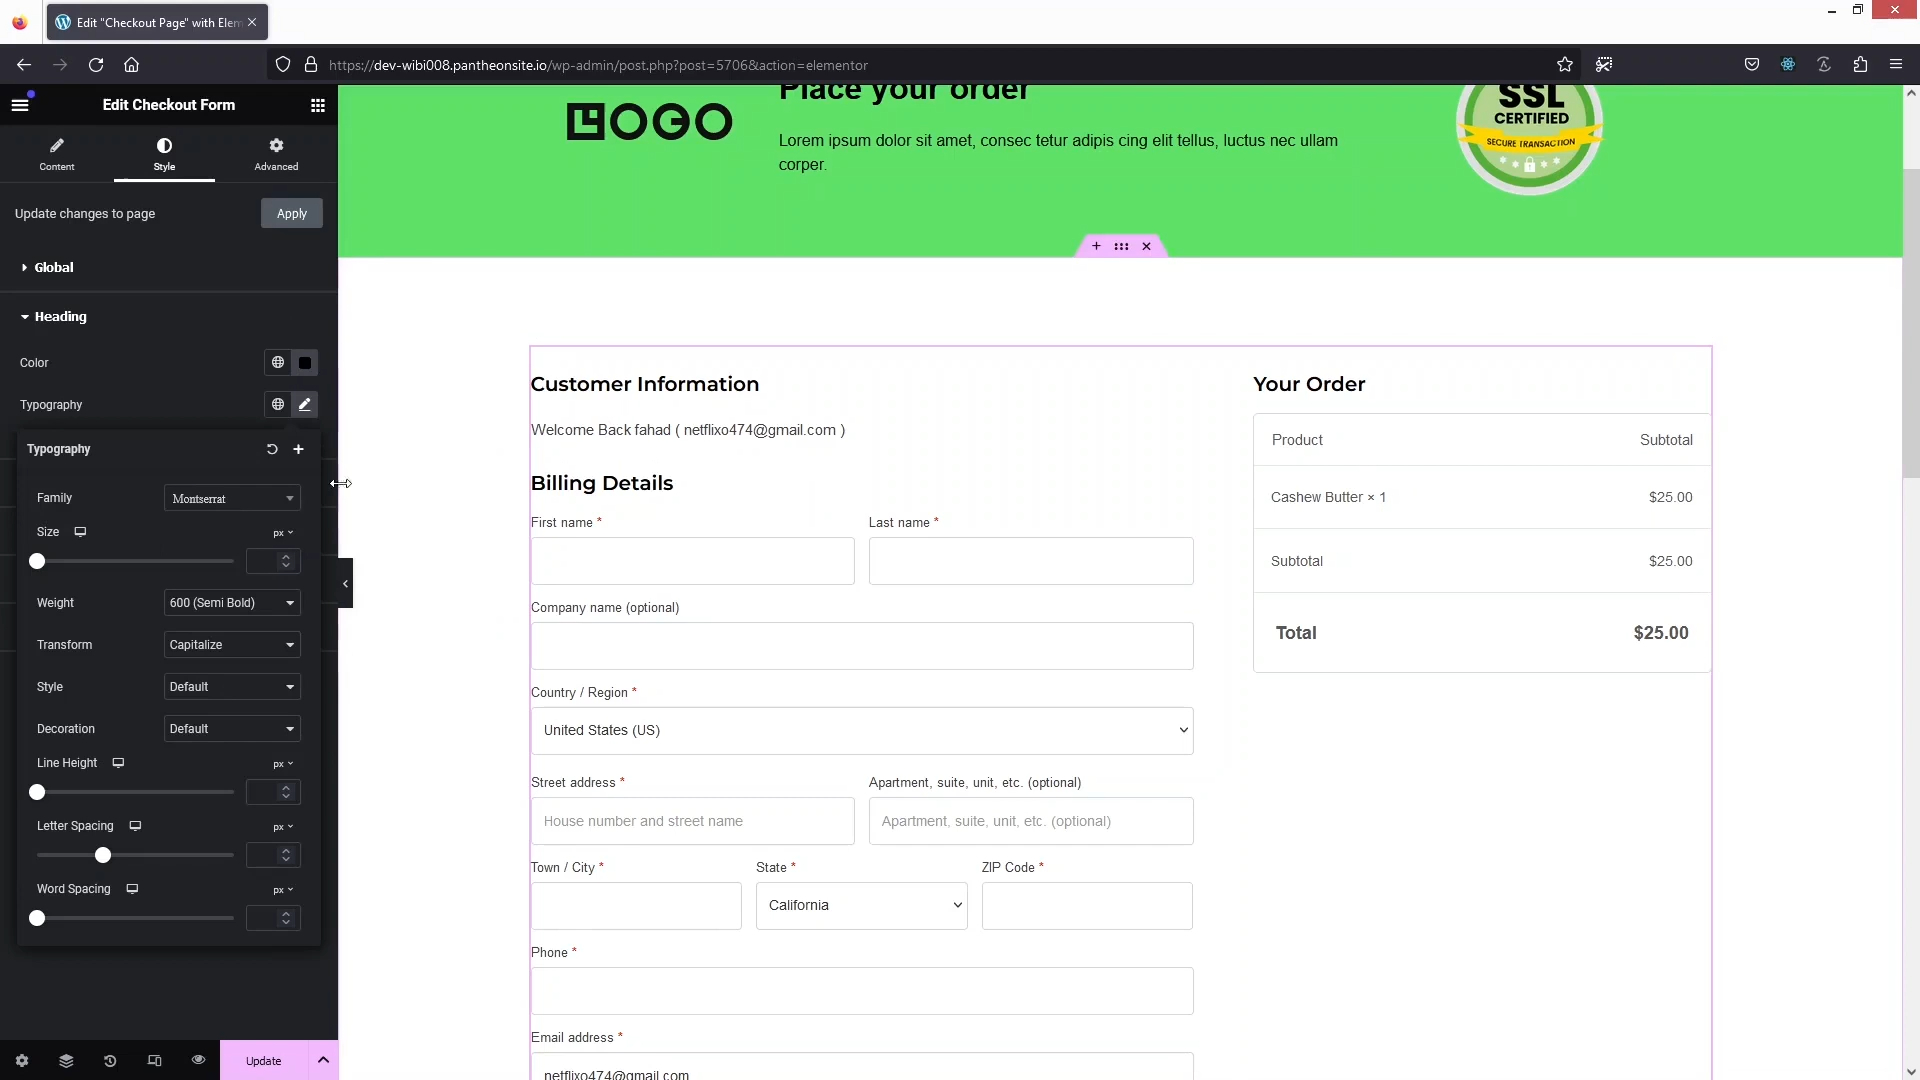 Edit "Checkout Page" with Elem
https://dev-wibi008.pantheonsite.io/wp-admin/post.php?post=5706&action=elementor
Edit Checkout Form
Content
Style
Advanced
Update changes to page
Apply
Global
Heading
Color
Typography
Typography
Family
Montserrat
Size
px
Weight
600 (Semi Bold)
Transform
Capitalize
Style
Default
Decoration
Default
Line Height
px
Letter Spacing
px
Word Spacing
px
Update
LOGO
Place your order
Lorem ipsum dolor sit amet, consec tetur adipis cing elit tellus, luctus nec ullam
corper.
SSL
CERTIFIED
SECURE TRANSACTION
Customer Information
Welcome Back fahad ( netflixo474@gmail.com )
Billing Details
First name *
Last name *
Company name (optional)
Country / Region *
United States (US)
Street address *
Apartment, suite, unit, etc. (optional)
House number and street name
Apartment, suite, unit, etc. (optional)
Town / City *
State *
ZIP Code *
California
Phone *
Email address *
netflixo474@gmail.com
Your Order
Product
Subtotal
Cashew Butter × 1
$25.00
Subtotal
$25.00
Total
$25.00